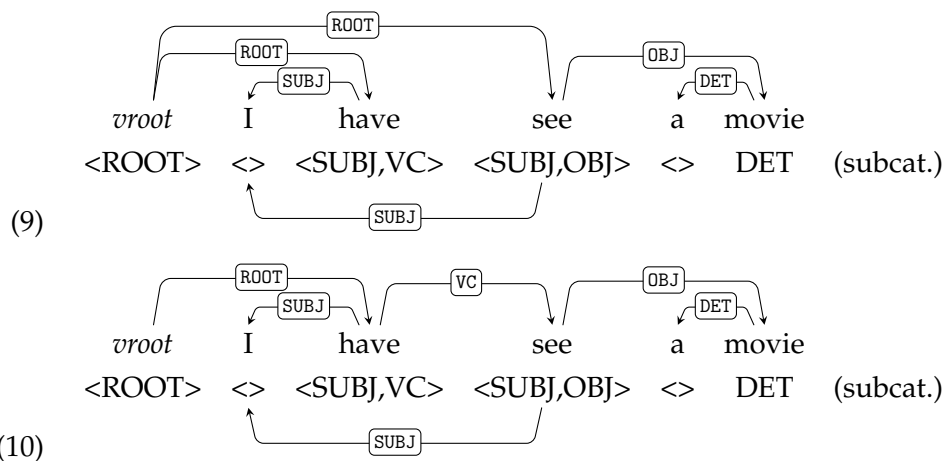 ROOT
ROOT OBJ
SUBJ DET
vroot I have see a movie
<ROOT> <> <SUBJ,VC> <SUBJ,OBJ> <> DET (subcat.)
SUBJ
(9)
ROOT VC OBJ
SUBJ DET
vroot I have see a movie
<ROOT> <> <SUBJ,VC> <SUBJ,OBJ> <> DET (subcat.)
SUBJ
(10)